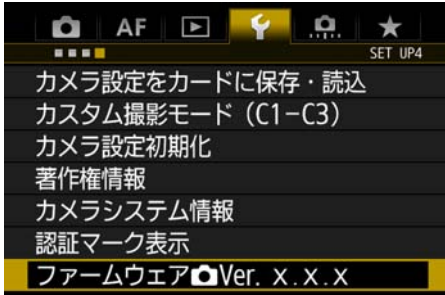 AF
SET UP4
カメラ設定をカードに保存・読込
カスタム撮影モード（C1-C3）
カメラ設定初期化
著作権情報
カメラシステム情報
認証マーク表示
ファームウェア Ver. X.X.X